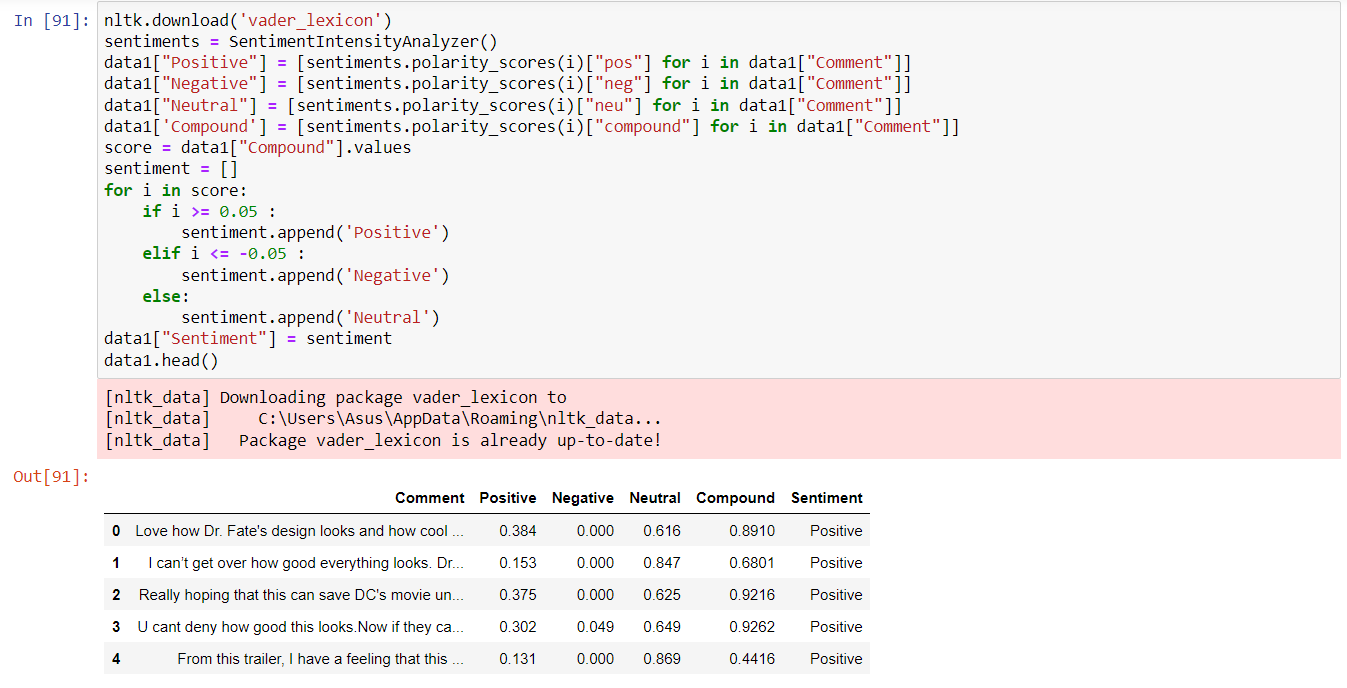 In [91]: nltk.download('vader_lexicon')
sentiments = SentimentIntensityAnalyzer()
data1["Positive"] = [sentiments.polarity_scores(i)["pos"] for i in data1["Comment"]]
data1["Negative"] = [sentiments.polarity_scores(i)["neg"] for i in data1["Comment"]]
data1["Neutral"] = [sentiments.polarity_scores(i)["neu"] for i in data1["Comment"]]
data1['Compound'] = [sentiments.polarity_scores(i)["compound"] for i in data1["Comment"]]
score = data1["Compound"].values
sentiment = []
for i in score:
    if i >= 0.05 :
        sentiment.append('Positive')
    elif i <= -0.05 :
        sentiment.append('Negative')
    else:
        sentiment.append('Neutral')
data1["Sentiment"] = sentiment
data1.head()
[nltk_data] Downloading package vader_lexicon to
[nltk_data]     C:\Users\Asus\AppData\Roaming\nltk_data...
[nltk_data]   Package vader_lexicon is already up-to-date!
Out[91]:
Comment Positive Negative Neutral Compound Sentiment
0 Love how Dr. Fate's design looks and how cool ... 0.384 0.000 0.616 0.8910 Positive
1 I can’t get over how good everything looks. Dr... 0.153 0.000 0.847 0.6801 Positive
2 Really hoping that this can save DC's movie un... 0.375 0.000 0.625 0.9216 Positive
3 U cant deny how good this looks.Now if they ca... 0.302 0.049 0.649 0.9262 Positive
4 From this trailer, I have a feeling that this ... 0.131 0.000 0.869 0.4416 Positive